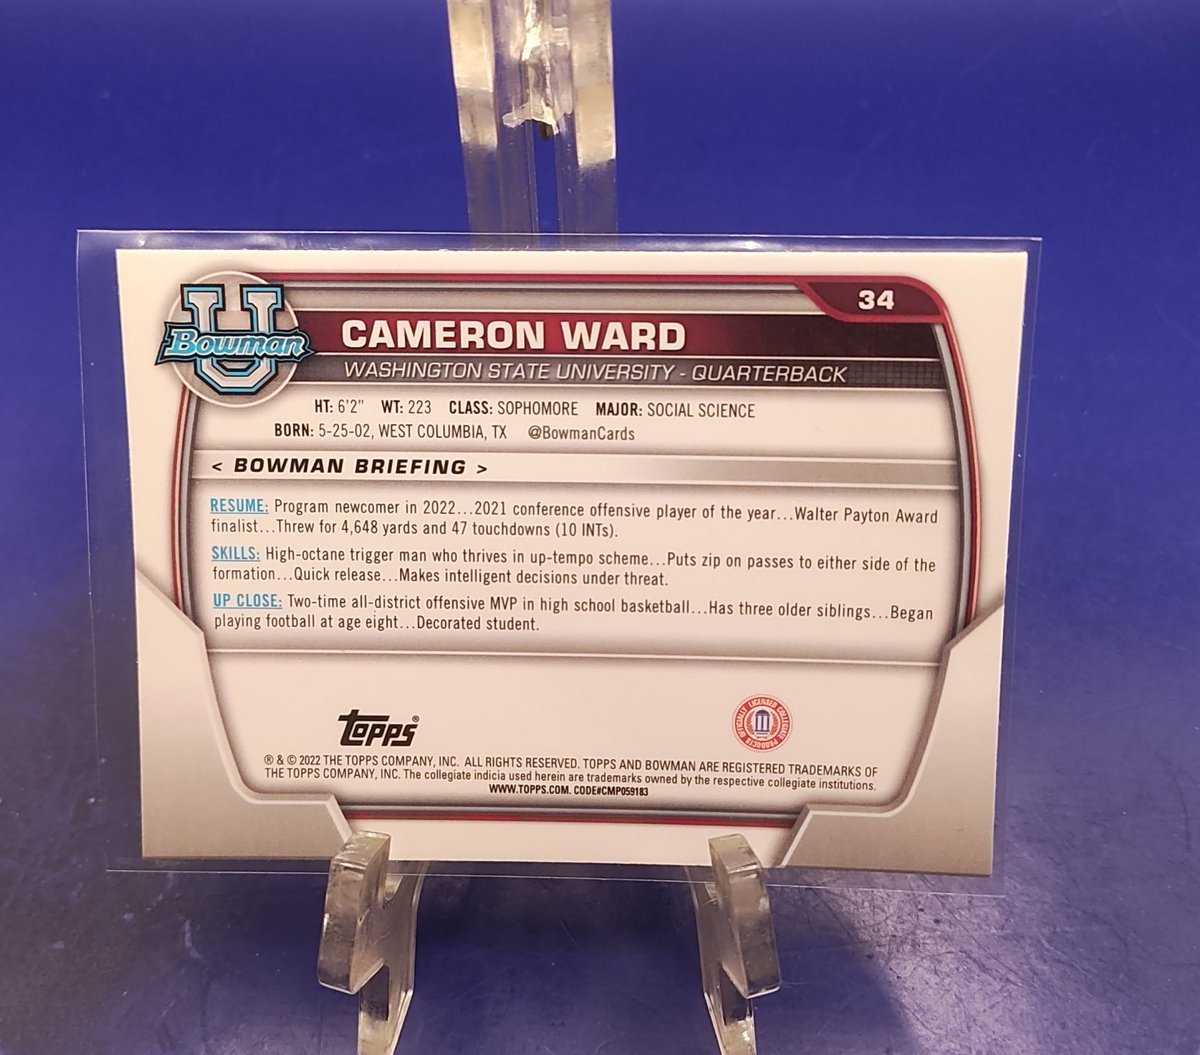 34
U
Bowman
CAMERON WARD
WASHINGTON STATE UNIVERSITY - QUARTERBACK
HT: 6'2" WT: 223 CLASS: SOPHOMORE MAJOR: SOCIAL SCIENCE
BORN: 5-25-02, WEST COLUMBIA, TX @BowmanCards
< BOWMAN BRIEFING >
RESUME: Program newcomer in 2022...2021 conference offensive player of the year...Walter Payton Award
finalist...Threw for 4,648 yards and 47 touchdowns (10 INTs).
SKILLS: High-octane trigger man who thrives in up-tempo scheme...Puts zip on passes to either side of the
formation...Quick release...Makes intelligent decisions under threat.
UP CLOSE: Two-time all-district offensive MVP in high school basketball...Has three older siblings...Began
playing football at age eight...Decorated student.
Topps®
OFFICIALLY LICENSED COLLEGIATE PRODUCTS
® & © 2022 THE TOPPS COMPANY, INC. ALL RIGHTS RESERVED. TOPPS AND BOWMAN ARE REGISTERED TRADEMARKS OF
THE TOPPS COMPANY, INC. The collegiate indicia used herein are trademarks owned by the respective collegiate institutions.
WWW.TOPPS.COM. CODE#CMP059183